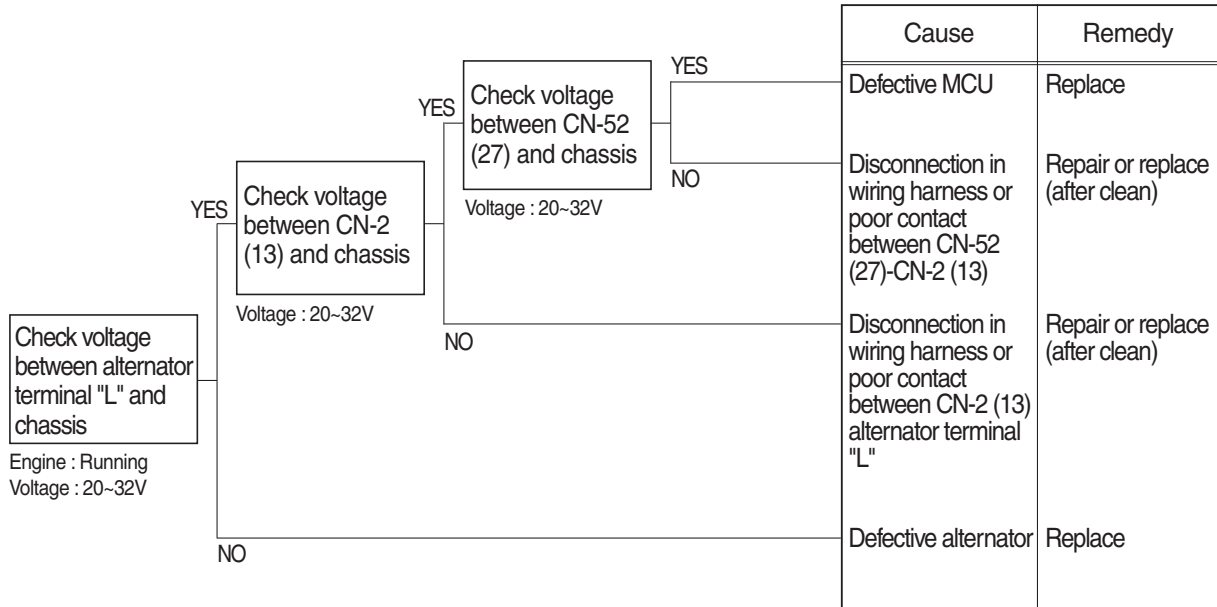 Cause
Remedy
YES
Defective MCU
Replace
YES
Check voltage
between CN-52
(27) and chassis
NO
Voltage : 20~32V
Disconnection in
wiring harness or
poor contact
between CN-52
(27)-CN-2 (13)
Repair or replace
(after clean)
YES
Check voltage
between CN-2
(13) and chassis
Voltage : 20~32V
NO
Disconnection in
wiring harness or
poor contact
between CN-2 (13)
alternator terminal
"L"
Repair or replace
(after clean)
Check voltage
between alternator
terminal "L" and
chassis
Engine : Running
Voltage : 20~32V
NO
Defective alternator
Replace